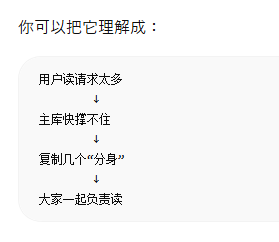 你可以把它理解成：
用户读请求太多
↓
主库快撑不住
↓
复制几个“分身”
↓
大家一起负责读